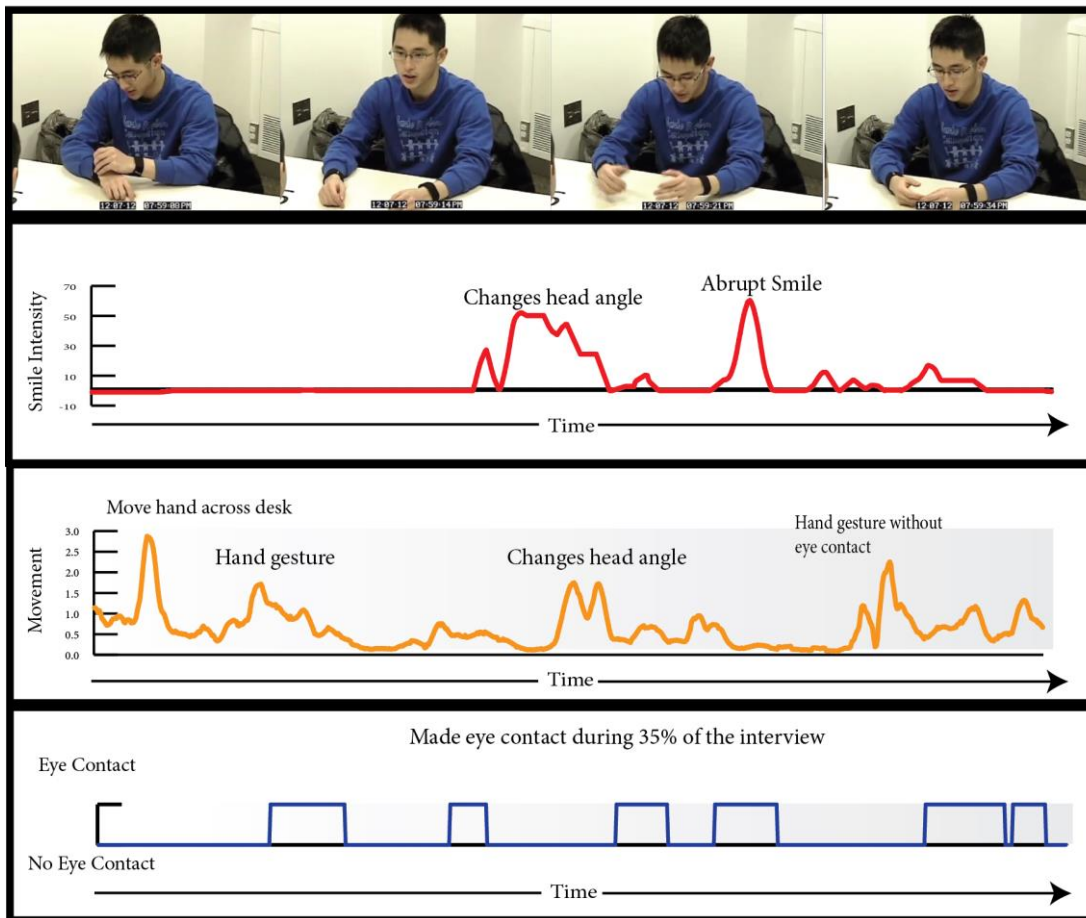 12-07-12 07:59:08 PM
12-07-12 07:59:14 PM
12-07-12 07:59:21 PM
12-07-12 07:59:34 PM
Smile Intensity
70
50
30
10
-10
Changes head angle
Abrupt Smile
Time
Movement
3.0
2.5
2.0
1.5
1.0
0.5
0.0
Move hand across desk
Hand gesture
Changes head angle
Hand gesture without
eye contact
Time
Made eye contact during 35% of the interview
Eye Contact
No Eye Contact
Time